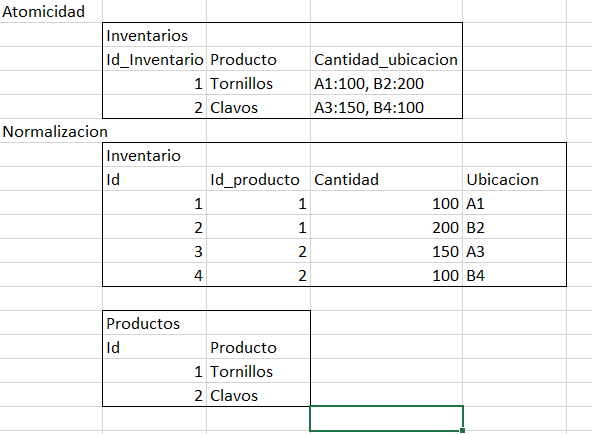 Atomicidad
Inventarios
Id_Inventario Producto Cantidad_ubicacion
1 Tornillos A1:100, B2:200
2 Clavos A3:150, B4:100
Normalizacion
Inventario
Id Id_producto Cantidad Ubicacion
1 1 100 A1
2 1 200 B2
3 2 150 A3
4 2 100 B4
Productos
Id Producto
1 Tornillos
2 Clavos